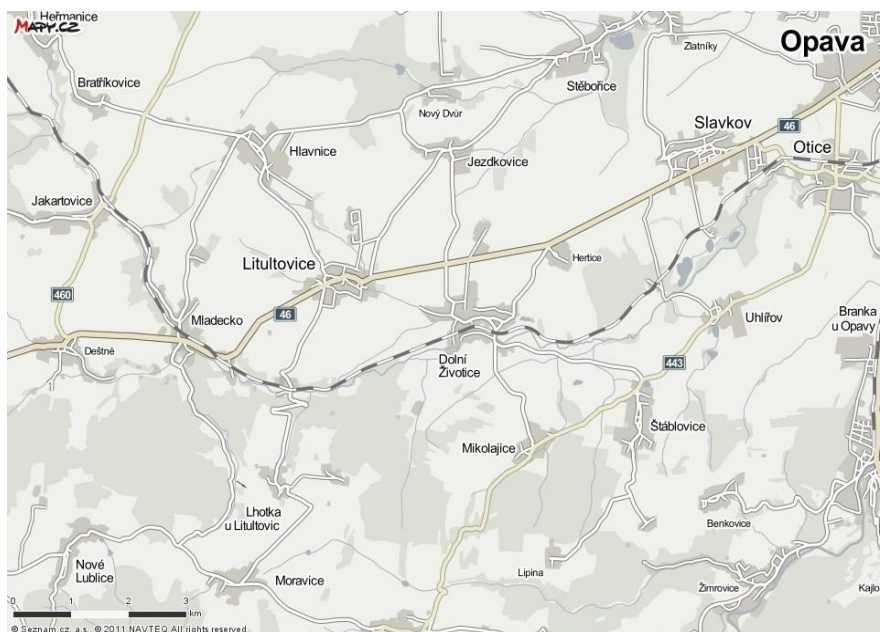 Heřmanice
MAPY.CZ
Opava
Zlatníky
Bratříkovice
Stěbořice
Nový Dvůr
Slavkov
46
Hlavnice
Otice
Jezdkovice
Jakartovice
Litultovice
Hertice
460
46
Mladecko
Uhlířov
Branka
u Opavy
Deštné
Dolní
Životice
443
Štáblovice
Mikolajice
Lhotka
u Litultovic
Benkovice
Nové
Lublice
Moravice
Lipina
Žimrovice
Kajlo
0 1 2 3
km
© Seznam.cz, a.s. © 2011 NAVTEQ All rights reserved